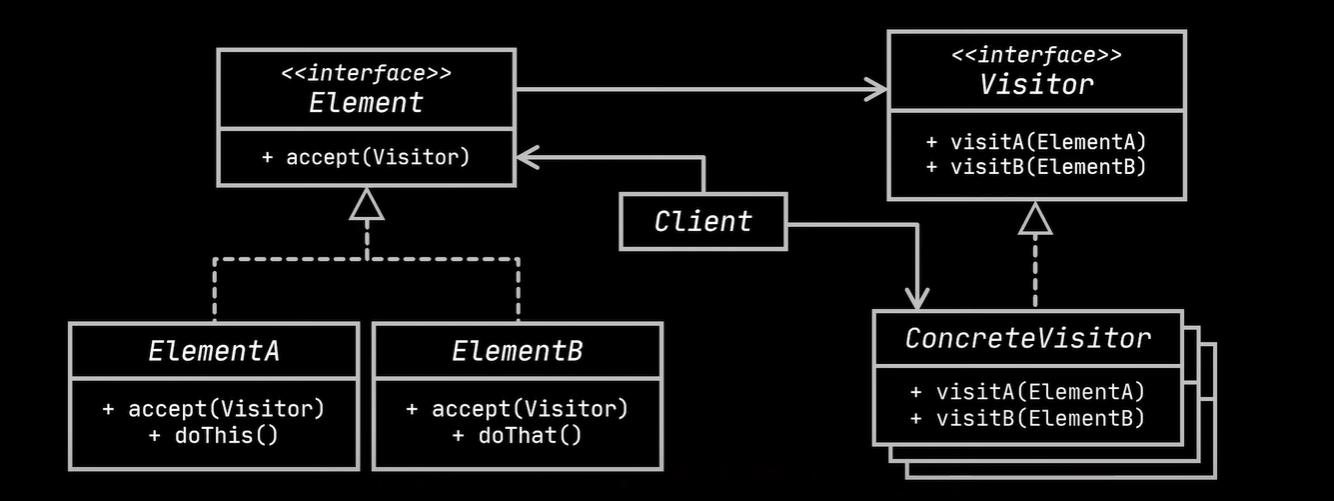 <<interface>>
Element
+ accept(Visitor)
<<interface>>
Visitor
+ visitA(ElementA)
+ visitB(ElementB)
Client
ElementA
+ accept(Visitor)
+ doThis()
ElementB
+ accept(Visitor)
+ doThat()
ConcreteVisitor
+ visitA(ElementA)
+ visitB(ElementB)